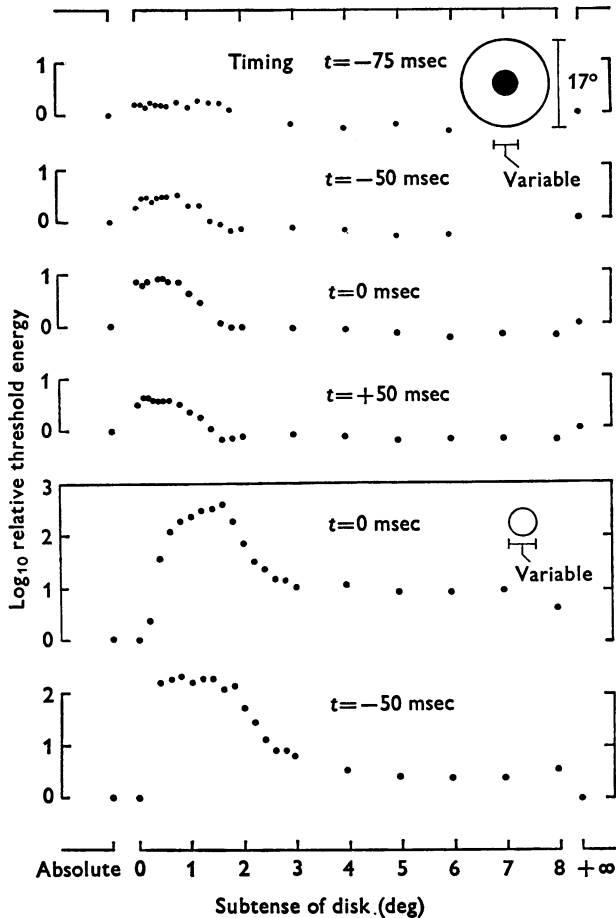 1
Timing t=−75 msec
0
17°
Variable
1
t=−50 msec
0
1
t=0 msec
0
1
t=+50 msec
0
Log10 relative threshold energy
3
t=0 msec
2
Variable
1
0
2
t=−50 msec
1
0
Absolute 0 1 2 3 4 5 6 7 8 +∞
Subtense of disk.(deg)